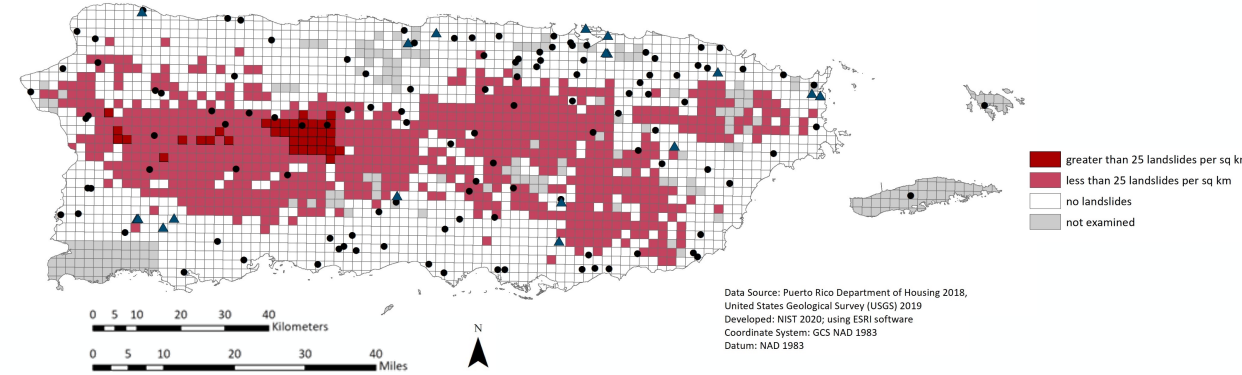 greater than 25 landslides per sq k
less than 25 landslides per sq km
no landslides
not examined
Data Source: Puerto Rico Department of Housing 2018,
United States Geological Survey (USGS) 2019
Developed: NIST 2020; using ESRI software
Coordinate System: GCS NAD 1983
Datum: NAD 1983
N
0 5 10 20 30 40
Kilometers
0 5 10 20 30 40
Miles